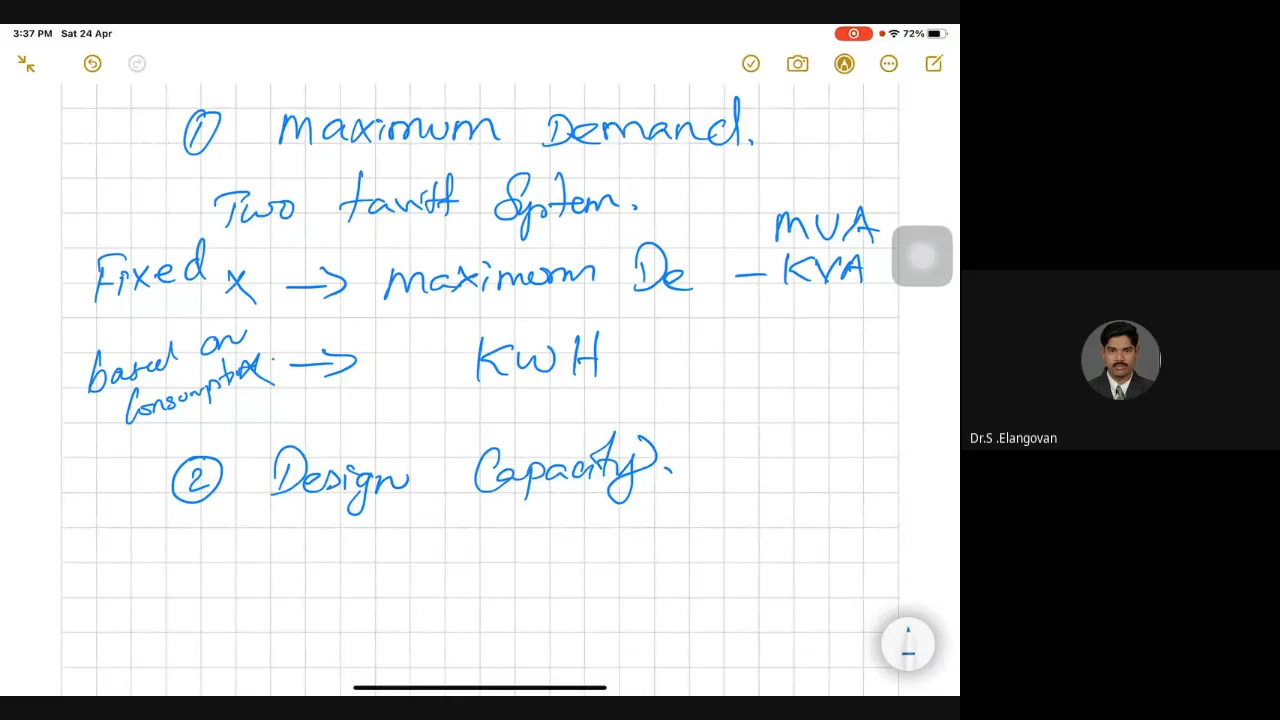 3:37 PM Sat 24 Apr
72%
① Maximum Demand.
Two tariff System.
MVA
Fixed x → maximum De - KVA
based on → KWH
② Design Capacity.
Dr.S .Elangovan